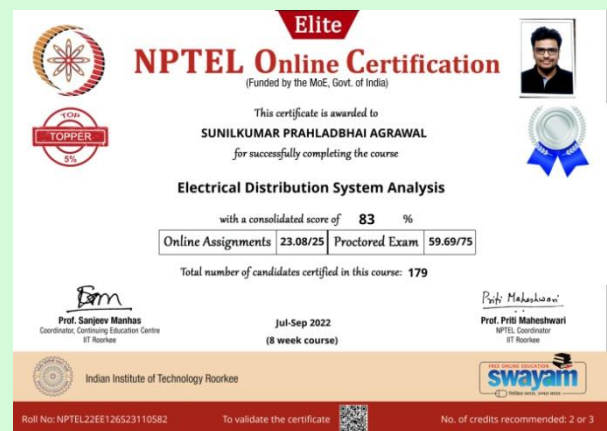 Elite
NPTEL Online Certification
(Funded by the MoE, Govt. of India)
This certificate is awarded to
SUNILKUMAR PRAHLADBHAI AGRAWAL
for successfully completing the course
Electrical Distribution System Analysis
with a consolidated score of 83 %
Online Assignments 23.08/25 Proctored Exam 59.69/75
Total number of candidates certified in this course: 179
TOP
TOPPER
5%
Prof. Sanjeev Manhas
Coordinator, Continuing Education Centre
IIT Roorkee
Jul-Sep 2022
(8 week course)
Priti Maheshwari
Prof. Priti Maheshwari
NPTEL Coordinator
IIT Roorkee
Indian Institute of Technology Roorkee
FREE ONLINE EDUCATION
swayam
Roll No: NPTEL22EE126S23110582
To validate the certificate
No. of credits recommended: 2 or 3